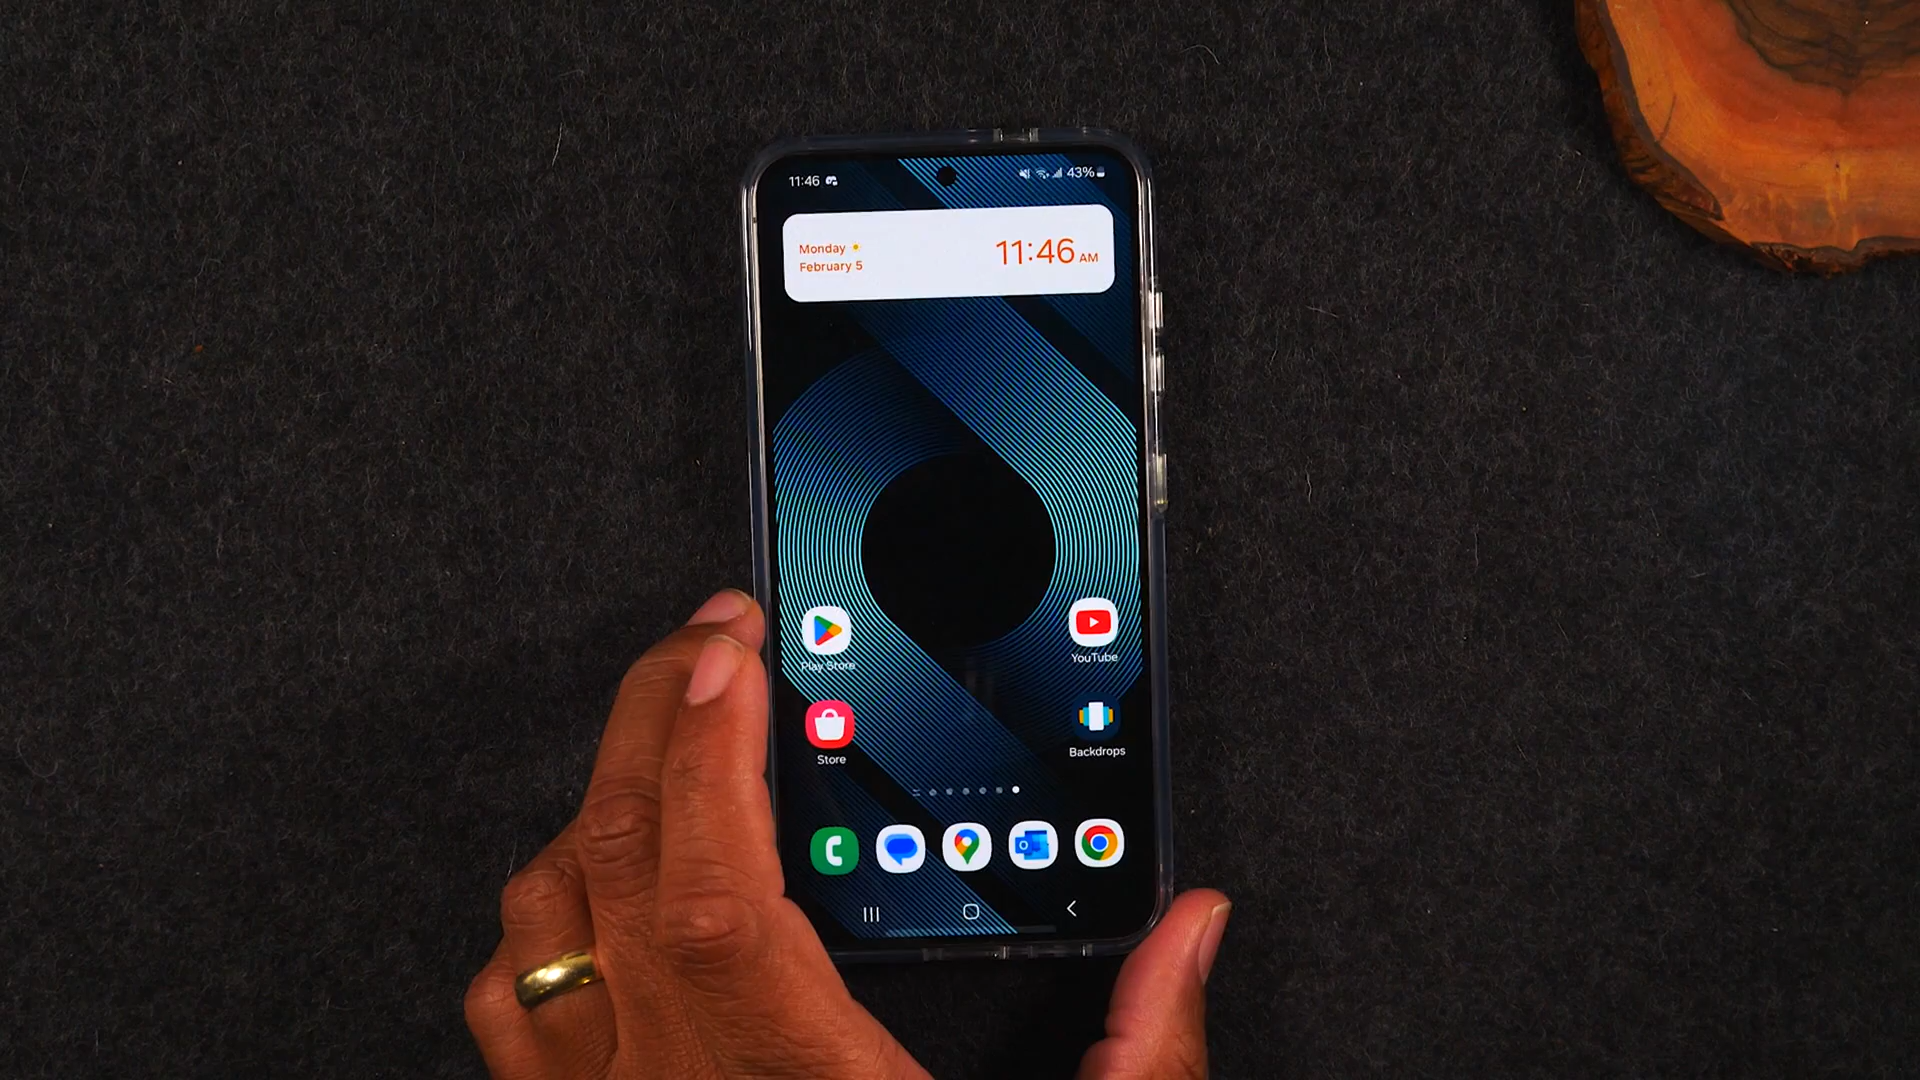 11:46
43%
Monday
February 5
11:46 AM
Play Store
YouTube
Store
Backdrops